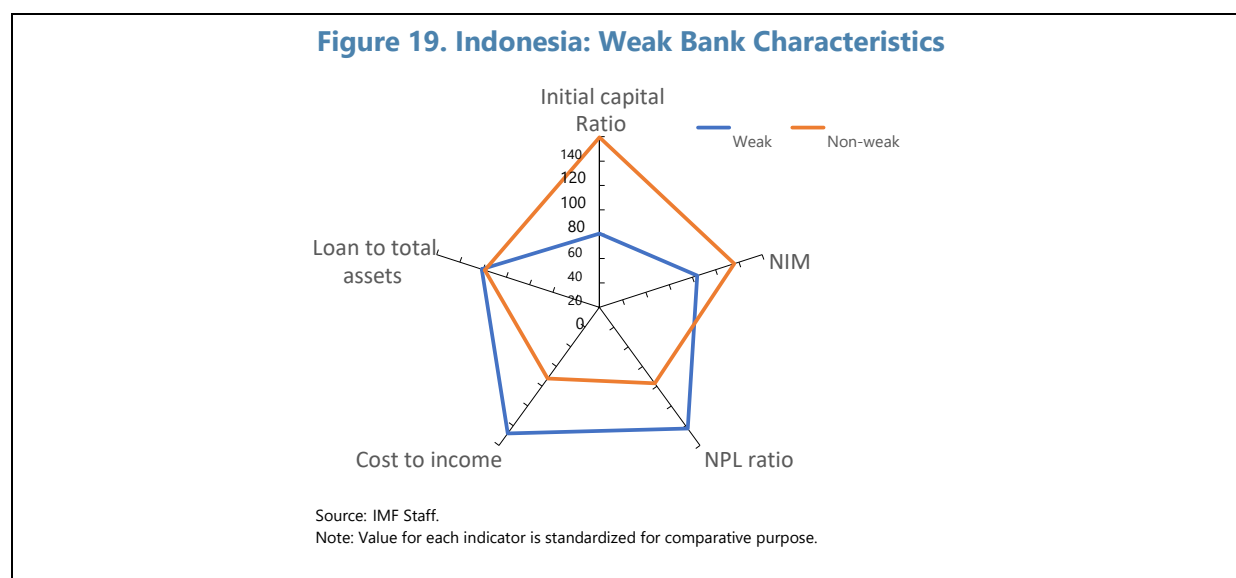 Figure 19. Indonesia: Weak Bank Characteristics
Initial capital
Ratio
Weak
Non-weak
140
120
100
80
60
40
20
0
Loan to total
assets
NIM
Cost to income
NPL ratio
Source: IMF Staff.
Note: Value for each indicator is standardized for comparative purpose.